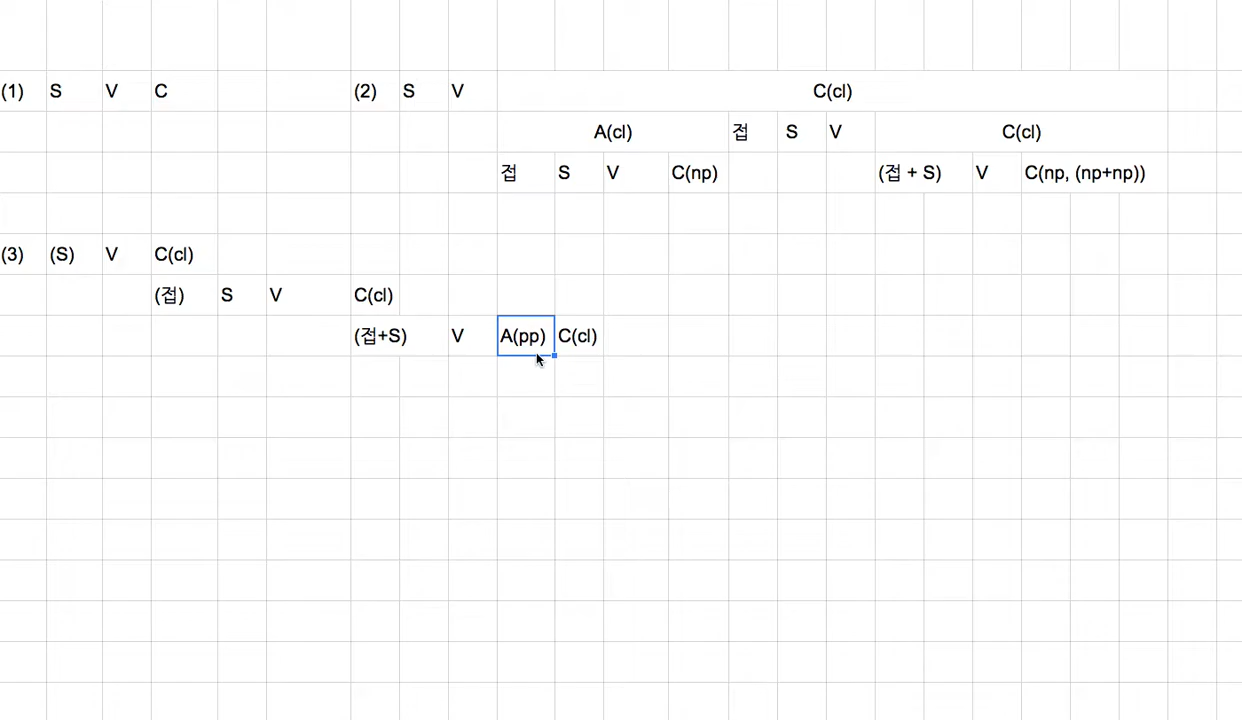 (1) S V C (2) S V C(cl)
A(cl) 접 S V C(cl)
접 S V C(np) (접 + S) V C(np, (np+np))
(3) (S) V C(cl)
(접) S V C(cl)
(접+S) V A(pp) C(cl)